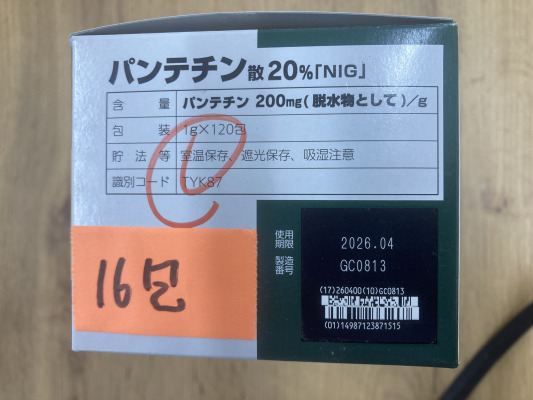 パンテチン散20%「NIG」
含量 パンテチン 200mg(脱水物として)/g
包装 1g×120包
貯法等 室温保存、遮光保存、吸湿注意
識別コード TYK87
16包
使用期限 2026.04
製造番号 GC0813
(17)260400(10)GC0813
(01)14987123871515